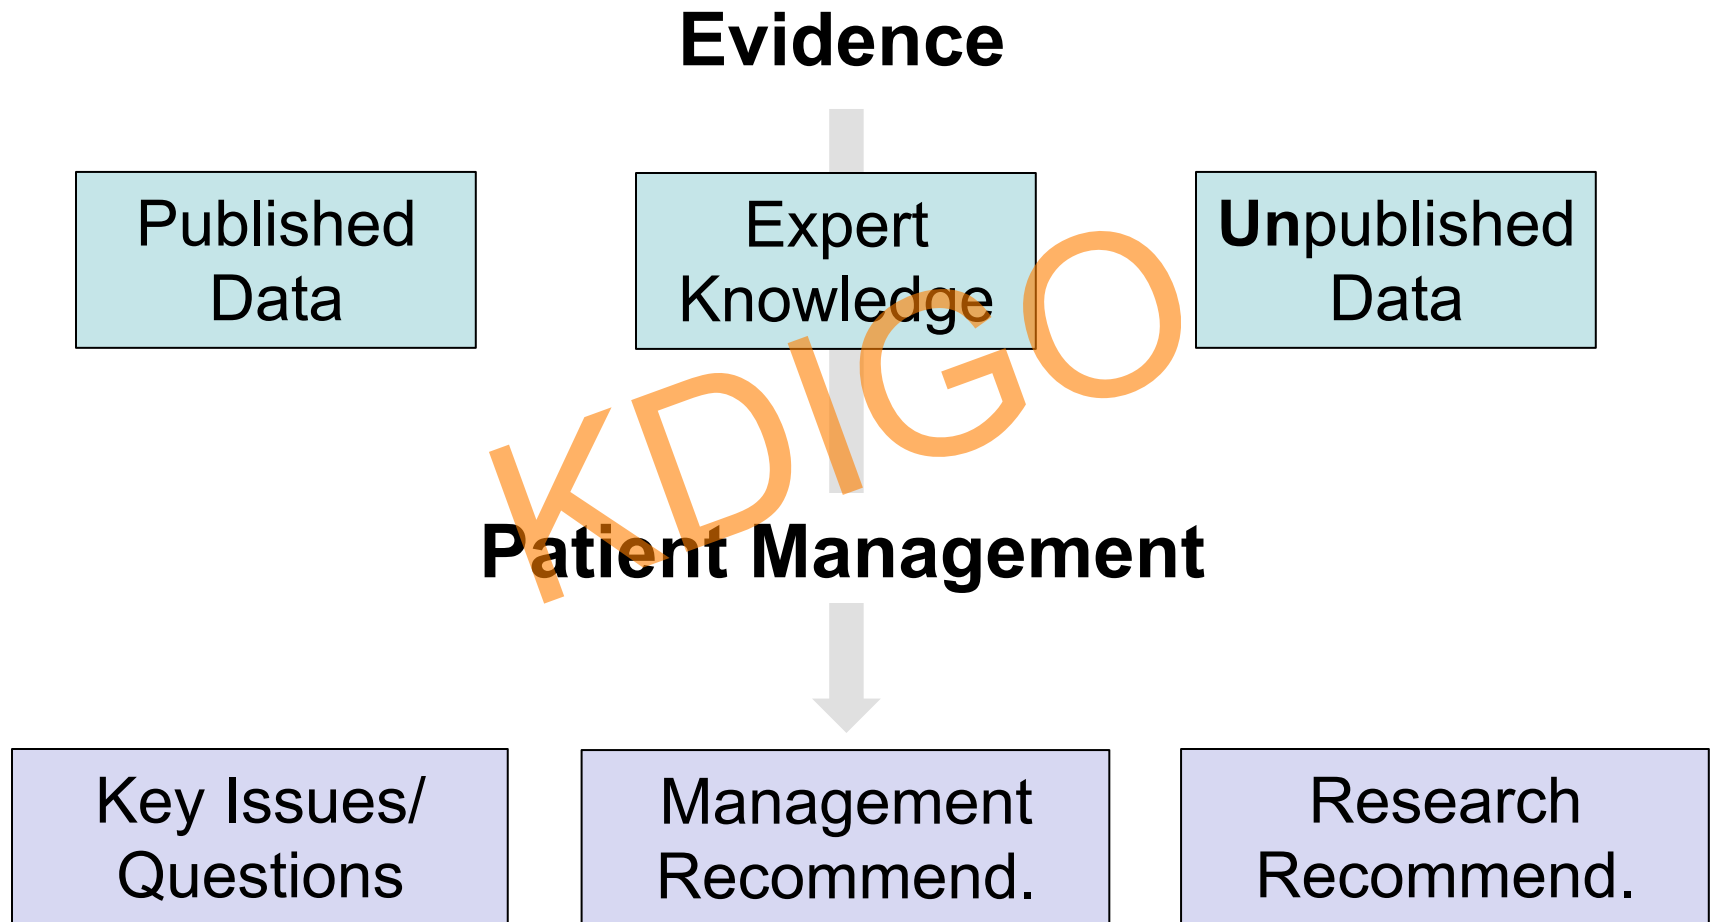 Evidence
Published
Data
Expert
Knowledge
Unpublished
Data
KDIGO
Patient Management
Key Issues/
Questions
Management
Recommend.
Research
Recommend.